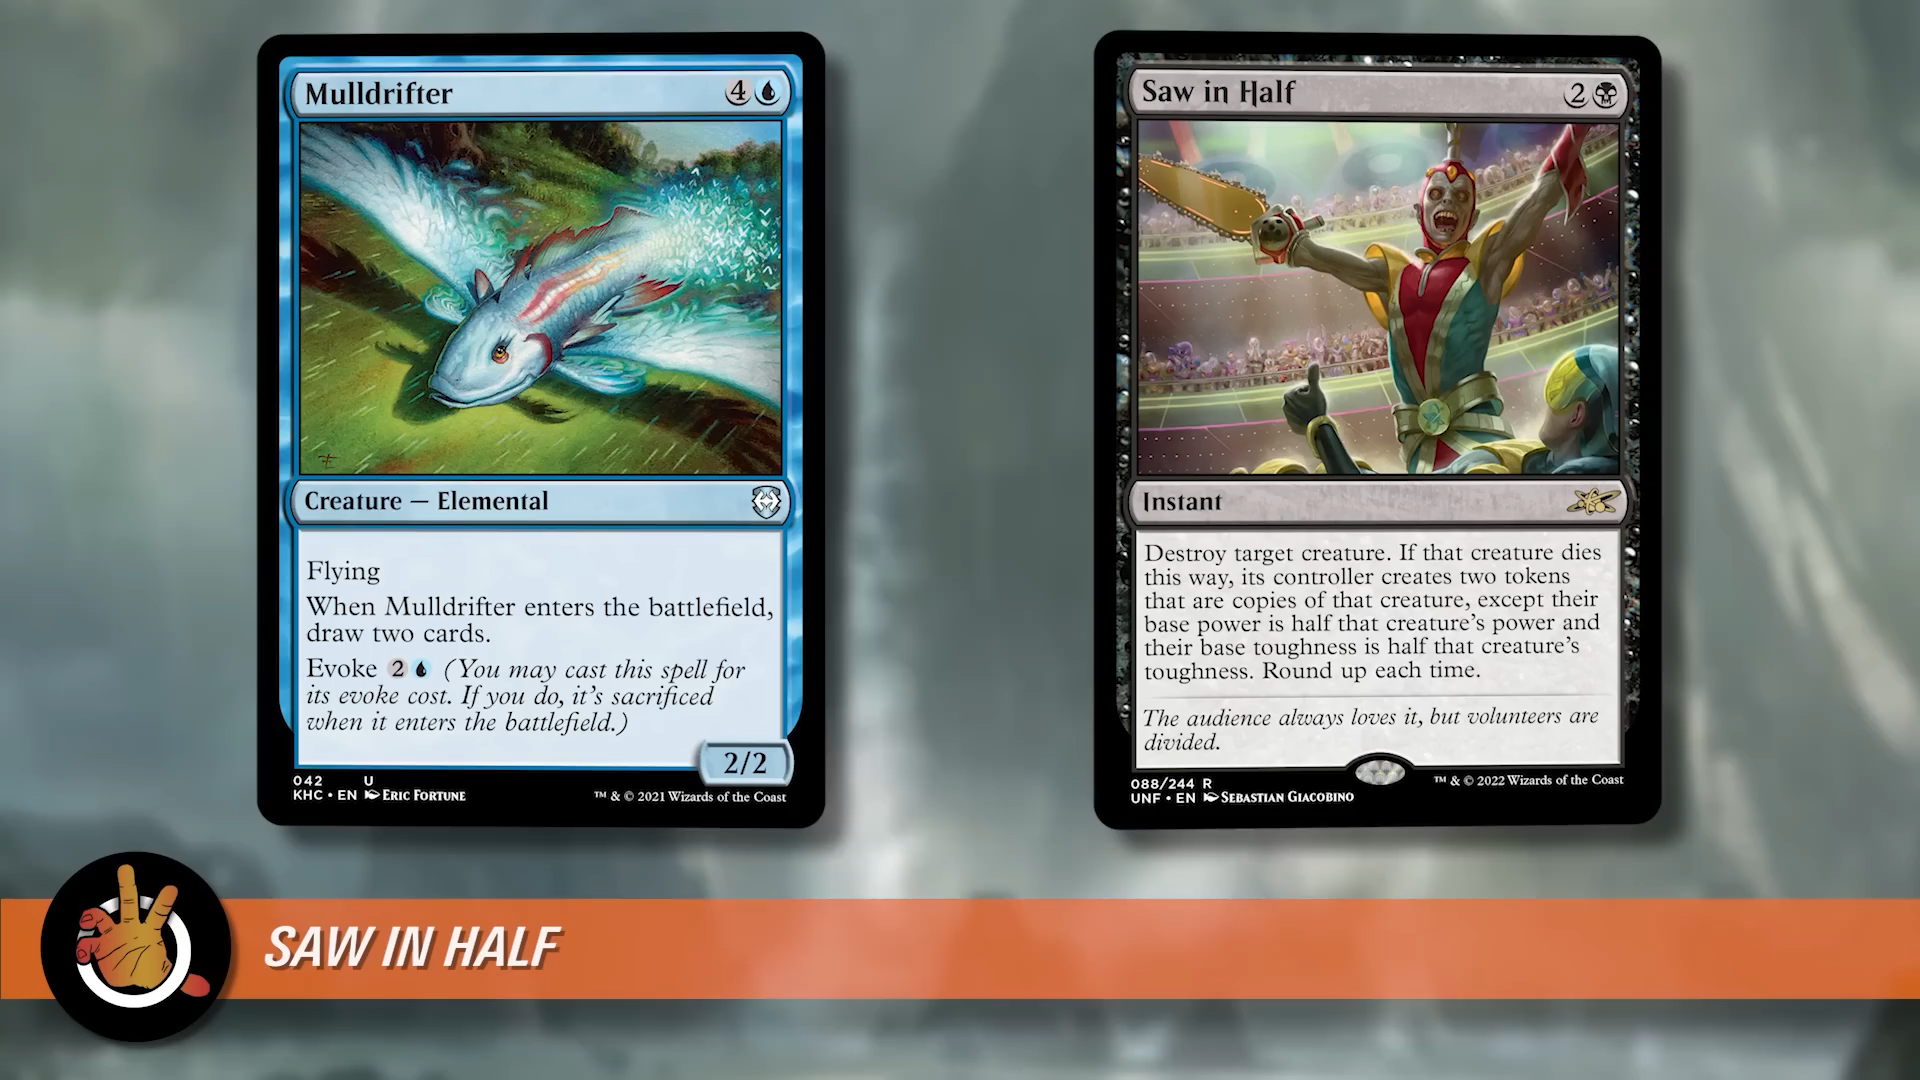 Mulldrifter 4
Creature — Elemental
Flying
When Mulldrifter enters the battlefield,
draw two cards.
Evoke 2 (You may cast this spell for
its evoke cost. If you do, it's sacrificed
when it enters the battlefield.)
2/2
042 U
KHC • EN ERIC FORTUNE
™ & © 2021 Wizards of the Coast
Saw in Half 2
Instant
Destroy target creature. If that creature dies
this way, its controller creates two tokens
that are copies of that creature, except their
base power is half that creature's power and
their base toughness is half that creature's
toughness. Round up each time.
The audience always loves it, but volunteers are
divided.
088/244 R
UNF • EN SEBASTIAN GIACOBINO
™ & © 2022 Wizards of the Coast
SAW IN HALF